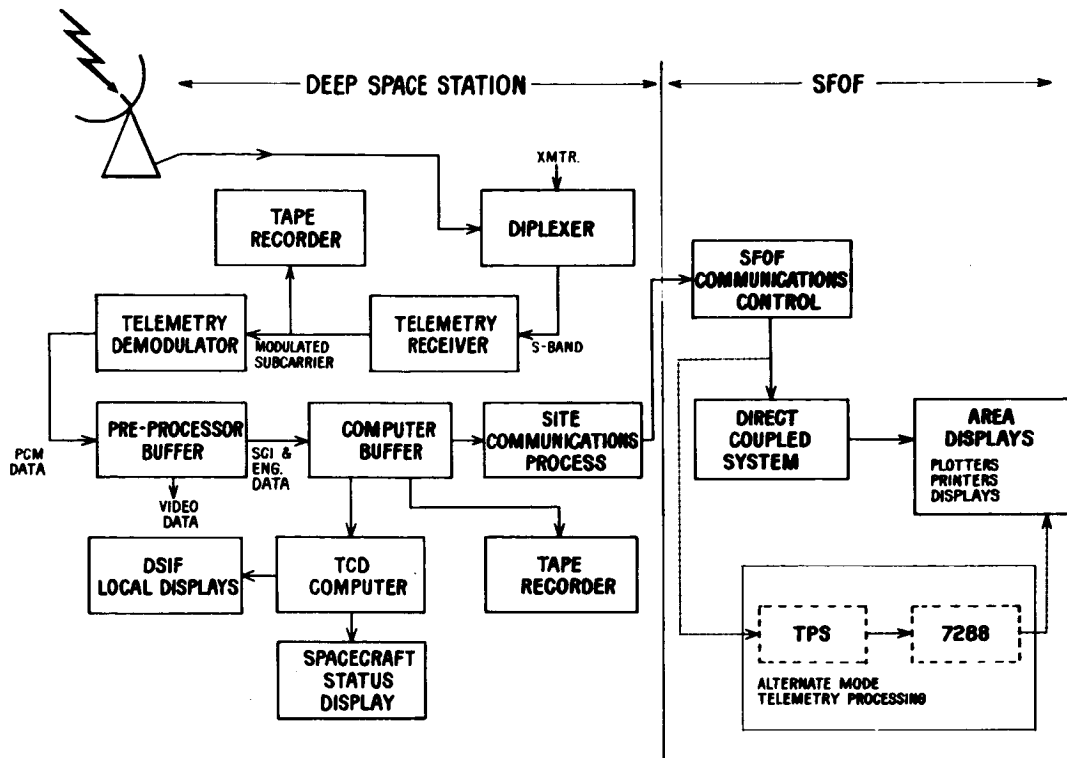 DEEP SPACE STATION
SFOF
XMTR.
TAPE
RECORDER
DIPLEXER
SFOF
COMMUNICATIONS
CONTROL
TELEMETRY
DEMODULATOR
MODULATED
SUBCARRIER
TELEMETRY
RECEIVER
S-BAND
PCM
DATA
PRE-PROCESSOR
BUFFER
SCI &
ENG.
DATA
COMPUTER
BUFFER
SITE
COMMUNICATIONS
PROCESS
DIRECT
COUPLED
SYSTEM
AREA
DISPLAYS
PLOTTERS
PRINTERS
DISPLAYS
VIDEO
DATA
DSIF
LOCAL DISPLAYS
TCD
COMPUTER
TAPE
RECORDER
SPACECRAFT
STATUS
DISPLAY
TPS
7288
ALTERNATE MODE
TELEMETRY PROCESSING